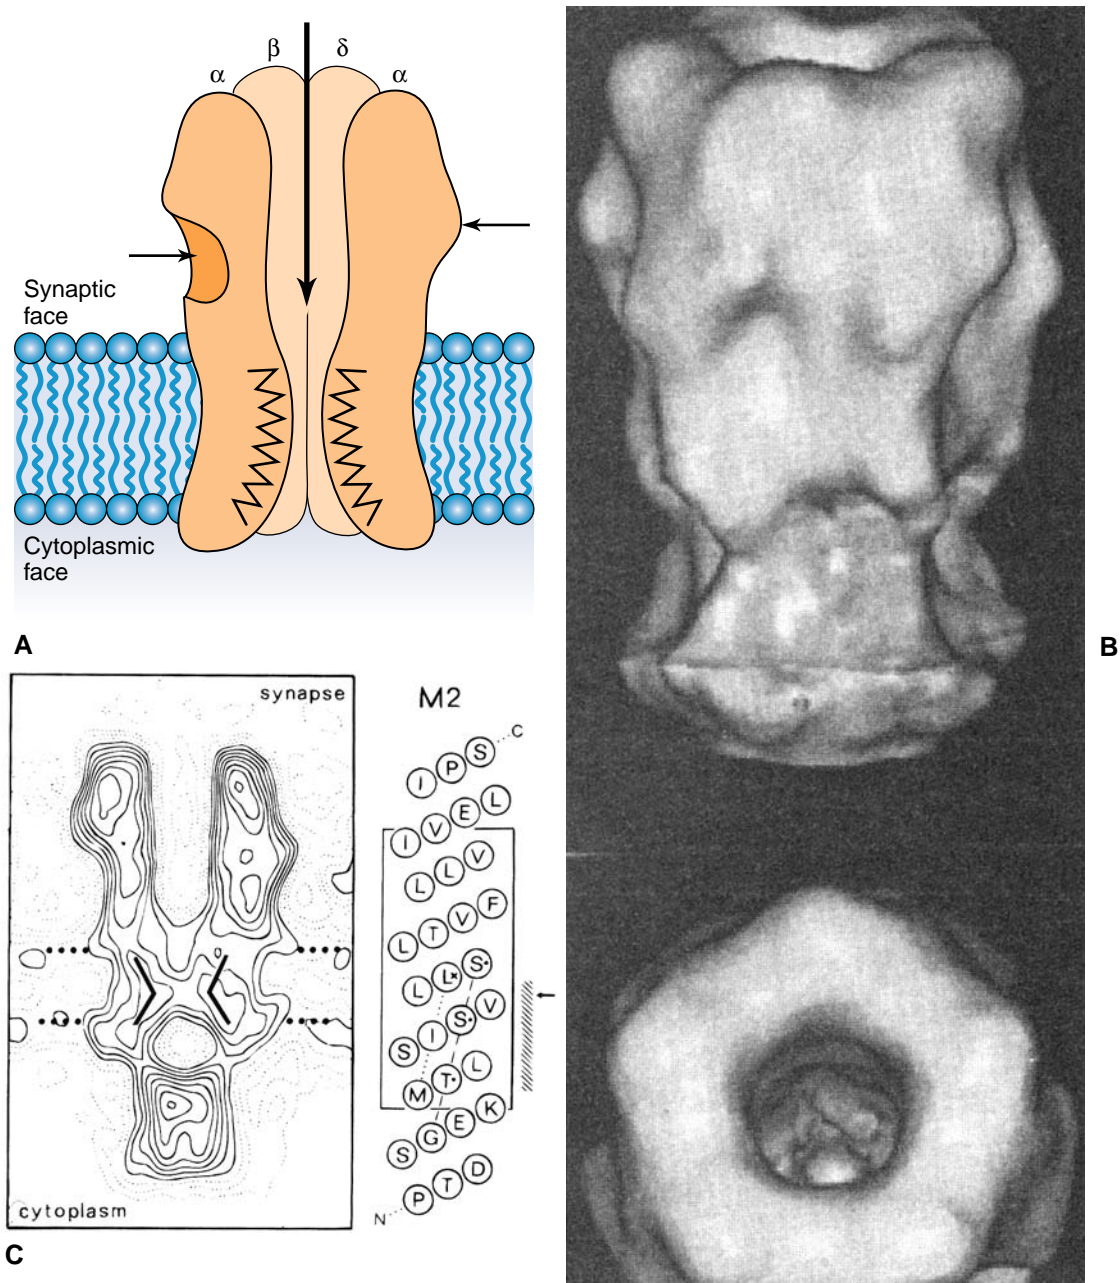 β δ
α α
Synaptic
face
Cytoplasmic
face
A
B
synapse
M2
C
I P S
I V E L
L L V
L T V F
L L S
S I S V
M T L
S G E K
P T D
N
cytoplasm
C